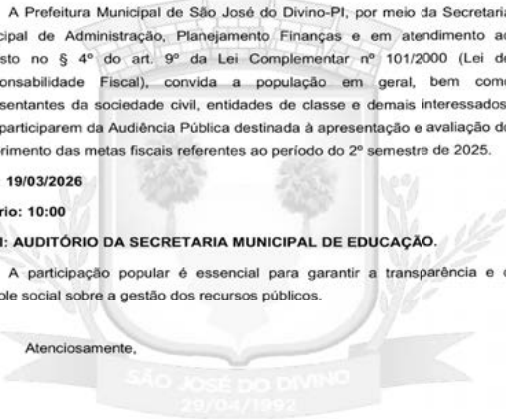 A Prefeitura Municipal de São José do Divino-PI, por meio da Secretaria
cipal de Administração, Planejamento Finanças e em atendimento ao
sto no § 4º do art. 9º da Lei Complementar nº 101/2000 (Lei de
onsabilidade Fiscal), convida a população em geral, bem como
sentantes da sociedade civil, entidades de classe e demais interessados
participarem da Audiência Pública destinada à apresentação e avaliação do
rimento das metas fiscais referentes ao período do 2º semestre de 2025.
: 19/03/2026
rio: 10:00
l: AUDITÓRIO DA SECRETARIA MUNICIPAL DE EDUCAÇÃO.
A participação popular é essencial para garantir a transparência e o
ole social sobre a gestão dos recursos públicos.
Atenciosamente,
SÃO JOSÉ DO DIVINO
29/04/1992